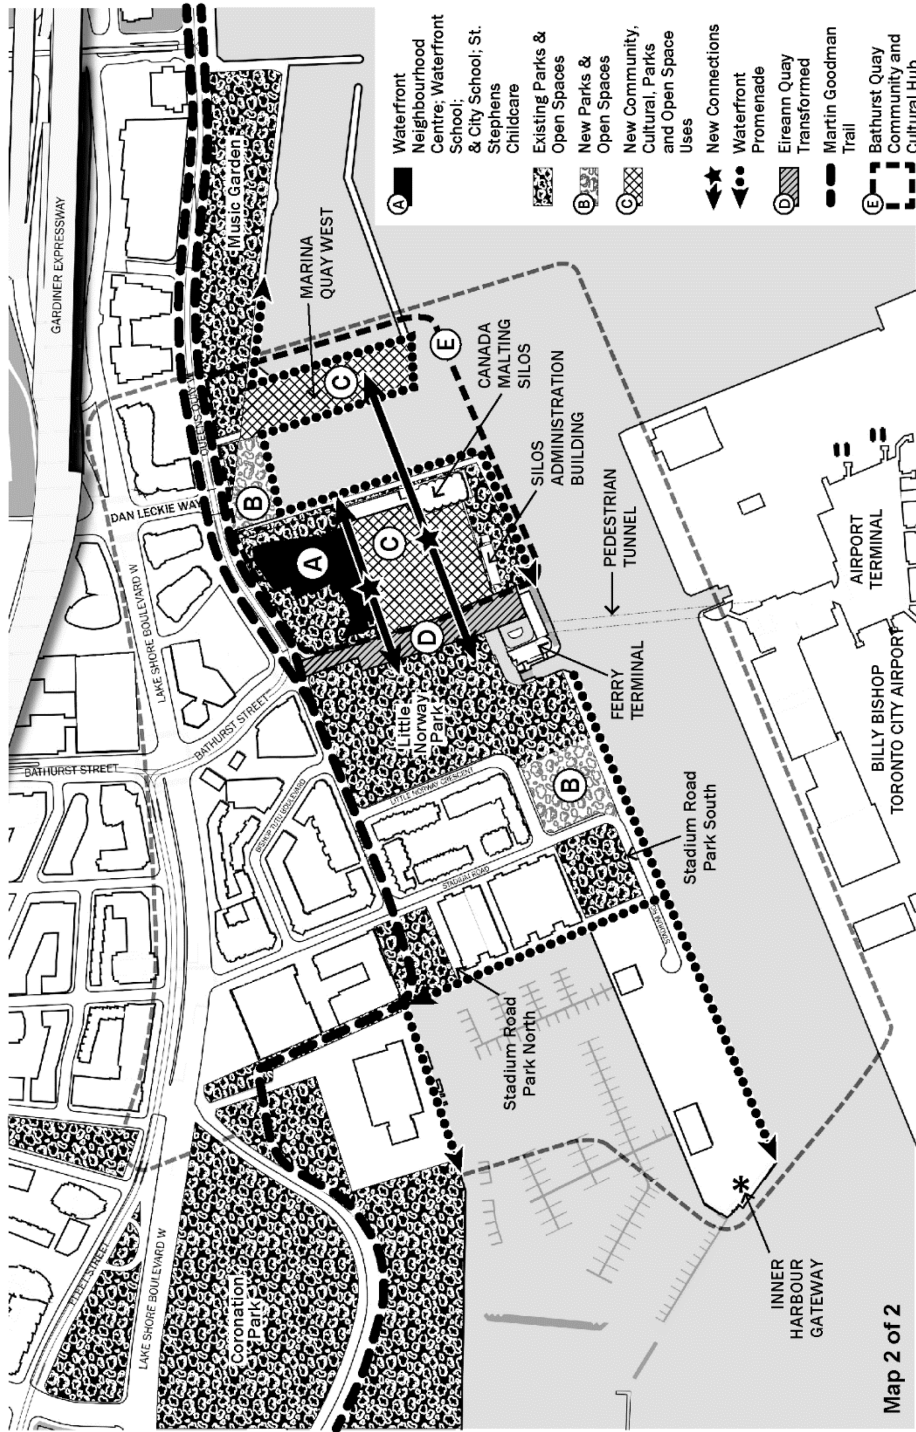 GARDINER EXPRESSWAY
LAKE SHORE BOULEVARD W
DAN LECKIE WAY
BATHURST STREET
BATHURST STREET
FLEET STREET
LAKE SHORE BOULEVARD W
Music Garden
MARINA
QUAY WEST
BISHOP TUTU BOULEVARD
LITTLE NORWAY CRESCENT
STADIUM ROAD
Coronation
Park
Little
Norway
Park
A
B
C
C
D
E
B
CANADA
MALTING
SILOS
SILOS
ADMINISTRATION
BUILDING
PEDESTRIAN
TUNNEL
FERRY
TERMINAL
Stadium Road
Park South
Stadium Road
Park North
AIRPORT
TERMINAL
BILLY BISHOP
TORONTO CITY AIRPORT
INNER
HARBOUR
GATEWAY
Map 2 of 2
A Waterfront
Neighbourhood
Centre; Waterfront
School;
& City School; St.
Stephens
Childcare
Existing Parks &
Open Spaces
B New Parks &
Open Spaces
C New Community,
Cultural, Parks
and Open Space
Uses
New Connections
Waterfront
Promenade
D Eireann Quay
Transformed
Martin Goodman
Trail
E Bathurst Quay
Community and
Cultural Hub